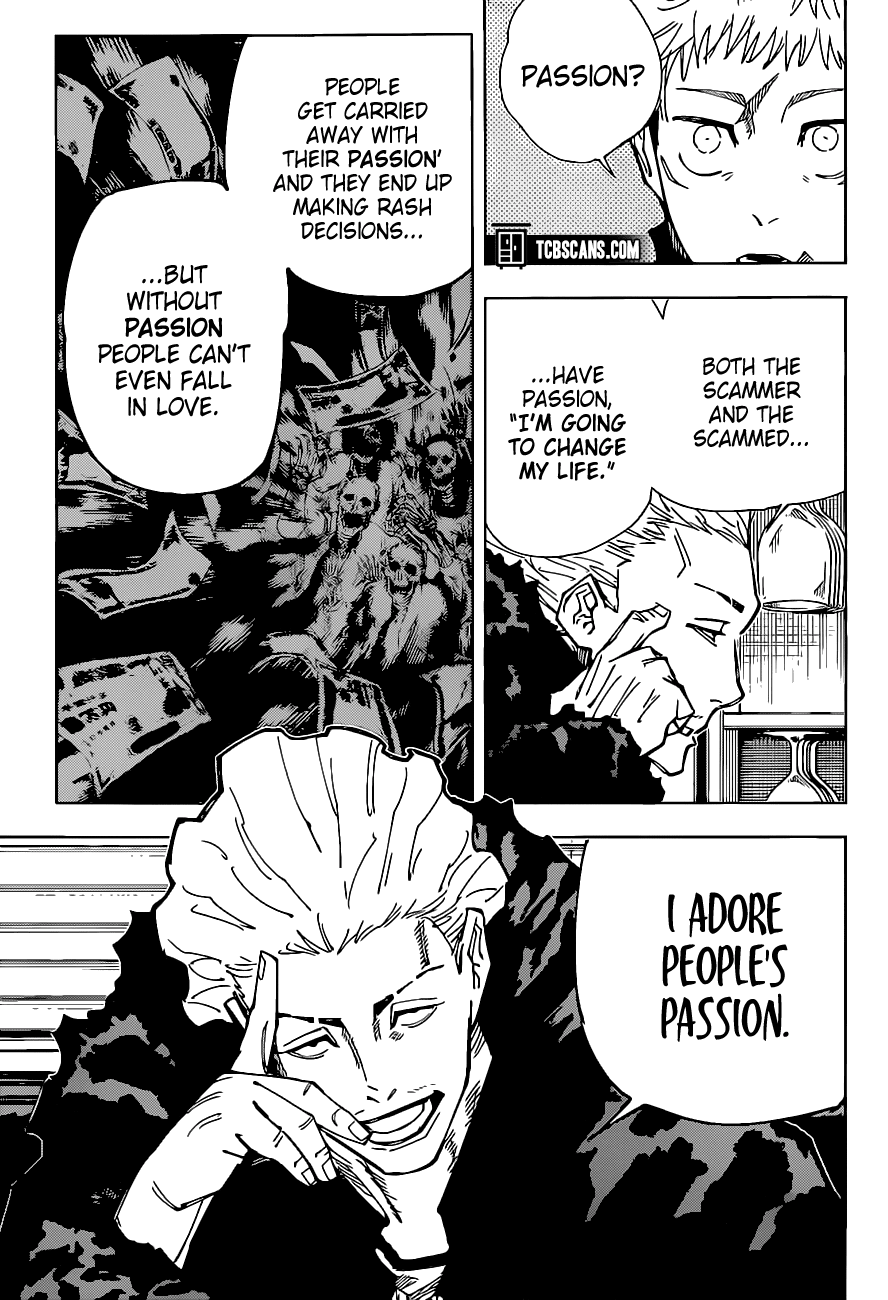 PASSION?
TCBSCANS.COM
BOTH THE
SCAMMER
AND THE
SCAMMED...
...HAVE
PASSION,
"I'M GOING
TO CHANGE
MY LIFE."
PEOPLE
GET CARRIED
AWAY WITH
THEIR PASSION'
AND THEY END UP
MAKING RASH
DECISIONS...
...BUT
WITHOUT
PASSION
PEOPLE CAN'T
EVEN FALL
IN LOVE.
I ADORE
PEOPLE'S
PASSION.